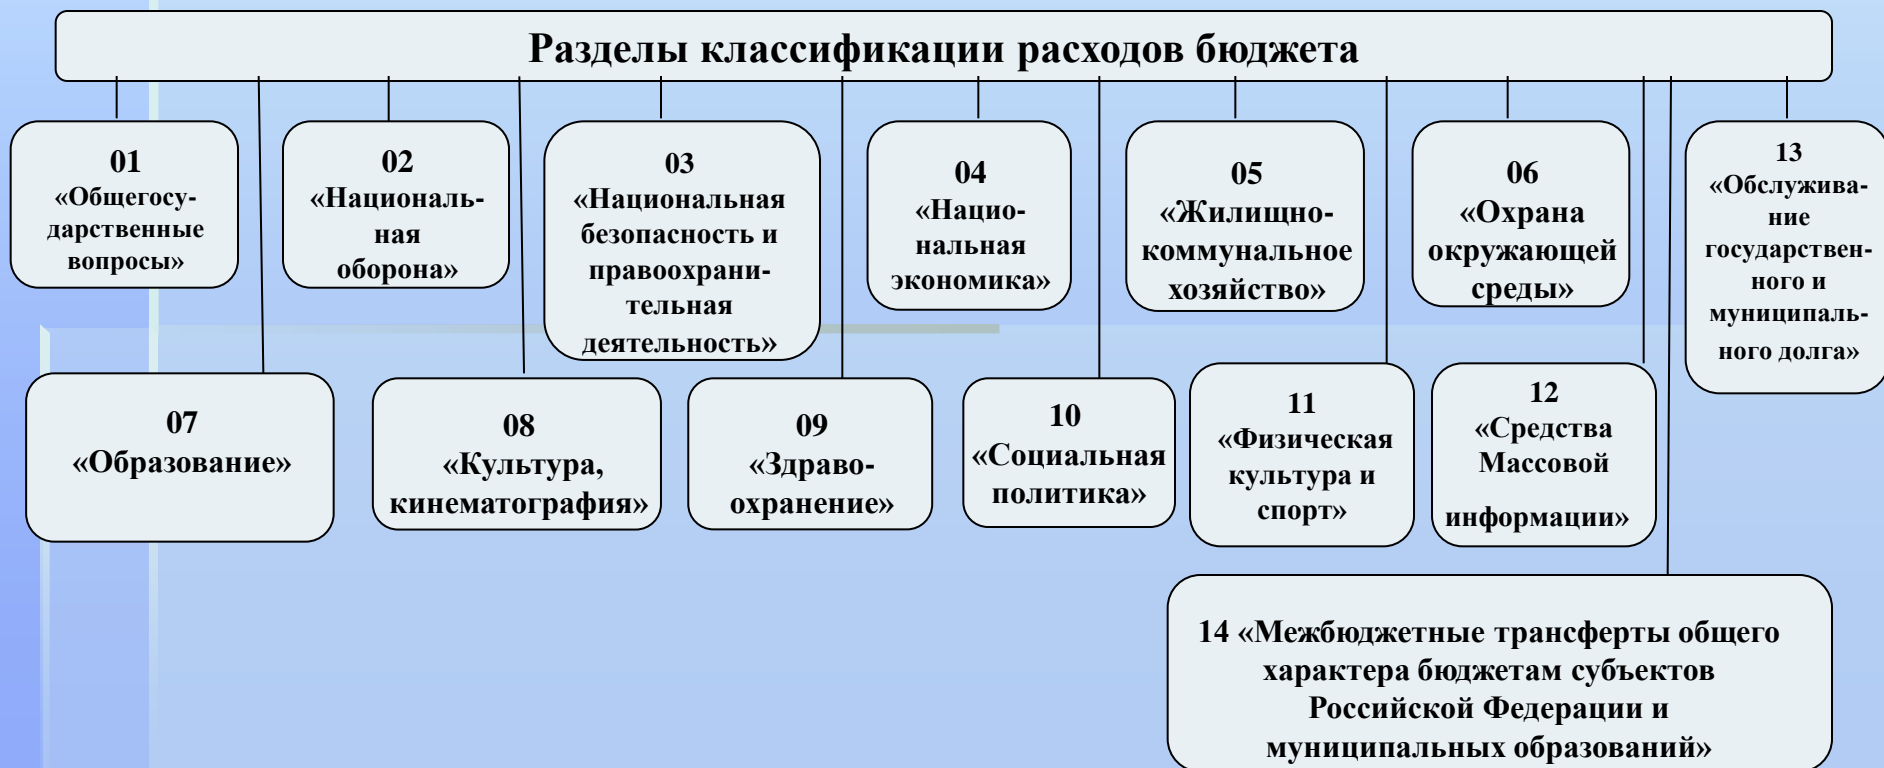 Разделы классификации расходов бюджета
01
«Общегосу-
дарственные
вопросы»
02
«Националь-
ная
оборона»
03
«Национальная
безопасность и
правоохрани-
тельная
деятельность»
04
«Нацио-
нальная
экономика»
05
«Жилищно-
коммунальное
хозяйство»
06
«Охрана
окружающей
среды»
13
«Обслужива-
ние
государствен-
ного и
муниципаль-
ного долга»
07
«Образование»
08
«Культура,
кинематография»
09
«Здраво-
охранение»
10
«Социальная
политика»
11
«Физическая
культура и
спорт»
12
«Средства
Массовой
информации»
14 «Межбюджетные трансферты общего
характера бюджетам субъектов
Российской Федерации и
муниципальных образований»